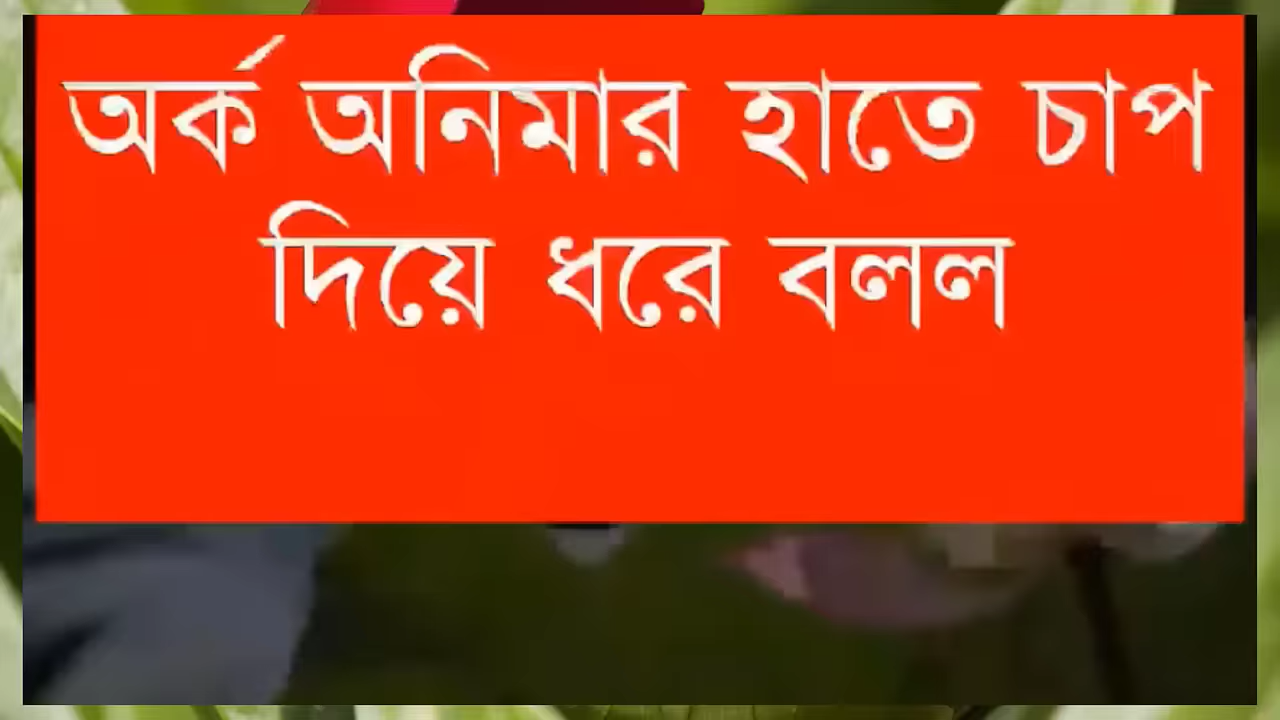 অর্ক অনিমার হাতে চাপ
দিয়ে ধরে বলল